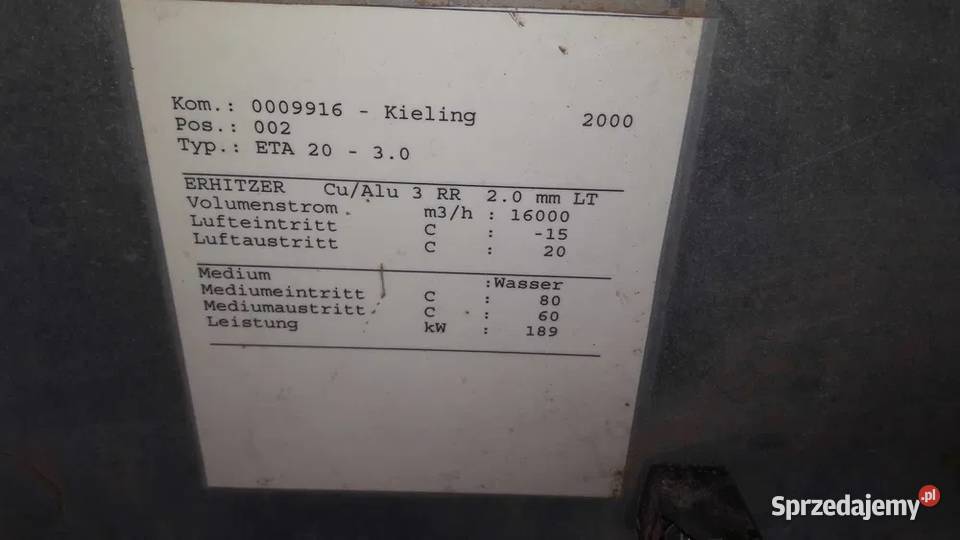 Kom.: 0009916 - Kieling 2000
Pos.: 002
Typ.: ETA 20 - 3.0
ERHITZER Cu/Alu 3 RR 2.0 mm LT
Volumenstrom m3/h : 16000
Lufteintritt C : -15
Luftaustritt C : 20
Medium :Wasser
Mediumeintritt C : 80
Mediumaustritt C : 60
Leistung kW : 189
Sprzedajemy.pl